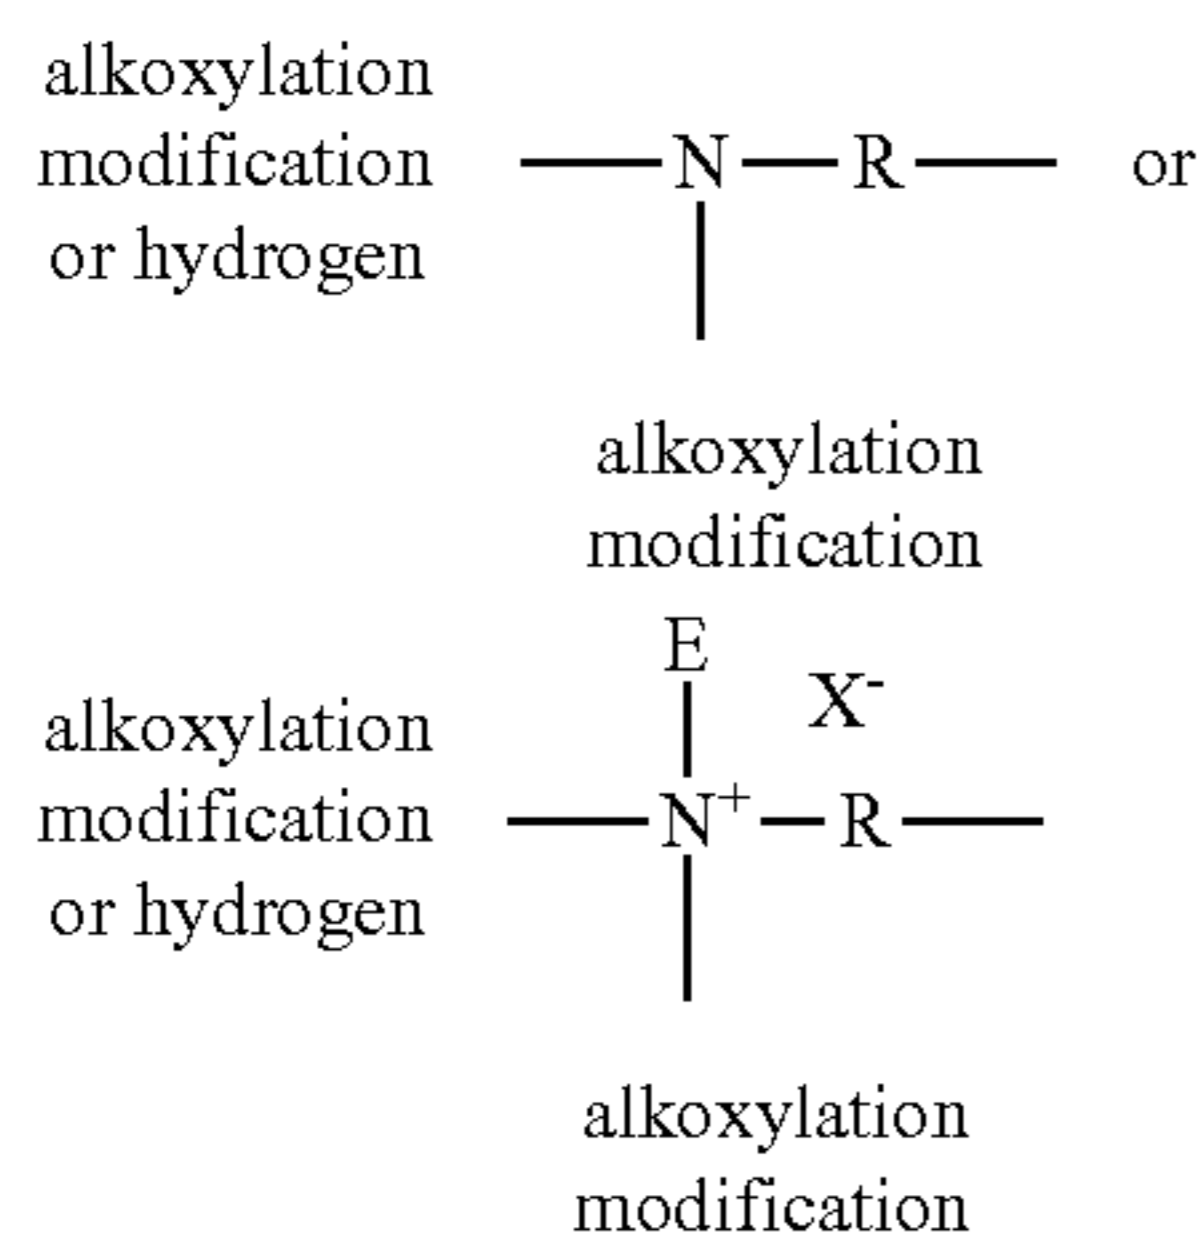 alkoxylation
modification
or hydrogen
N R or
alkoxylation
modification
E
X-
alkoxylation
modification
or hydrogen
N+ R
alkoxylation
modification